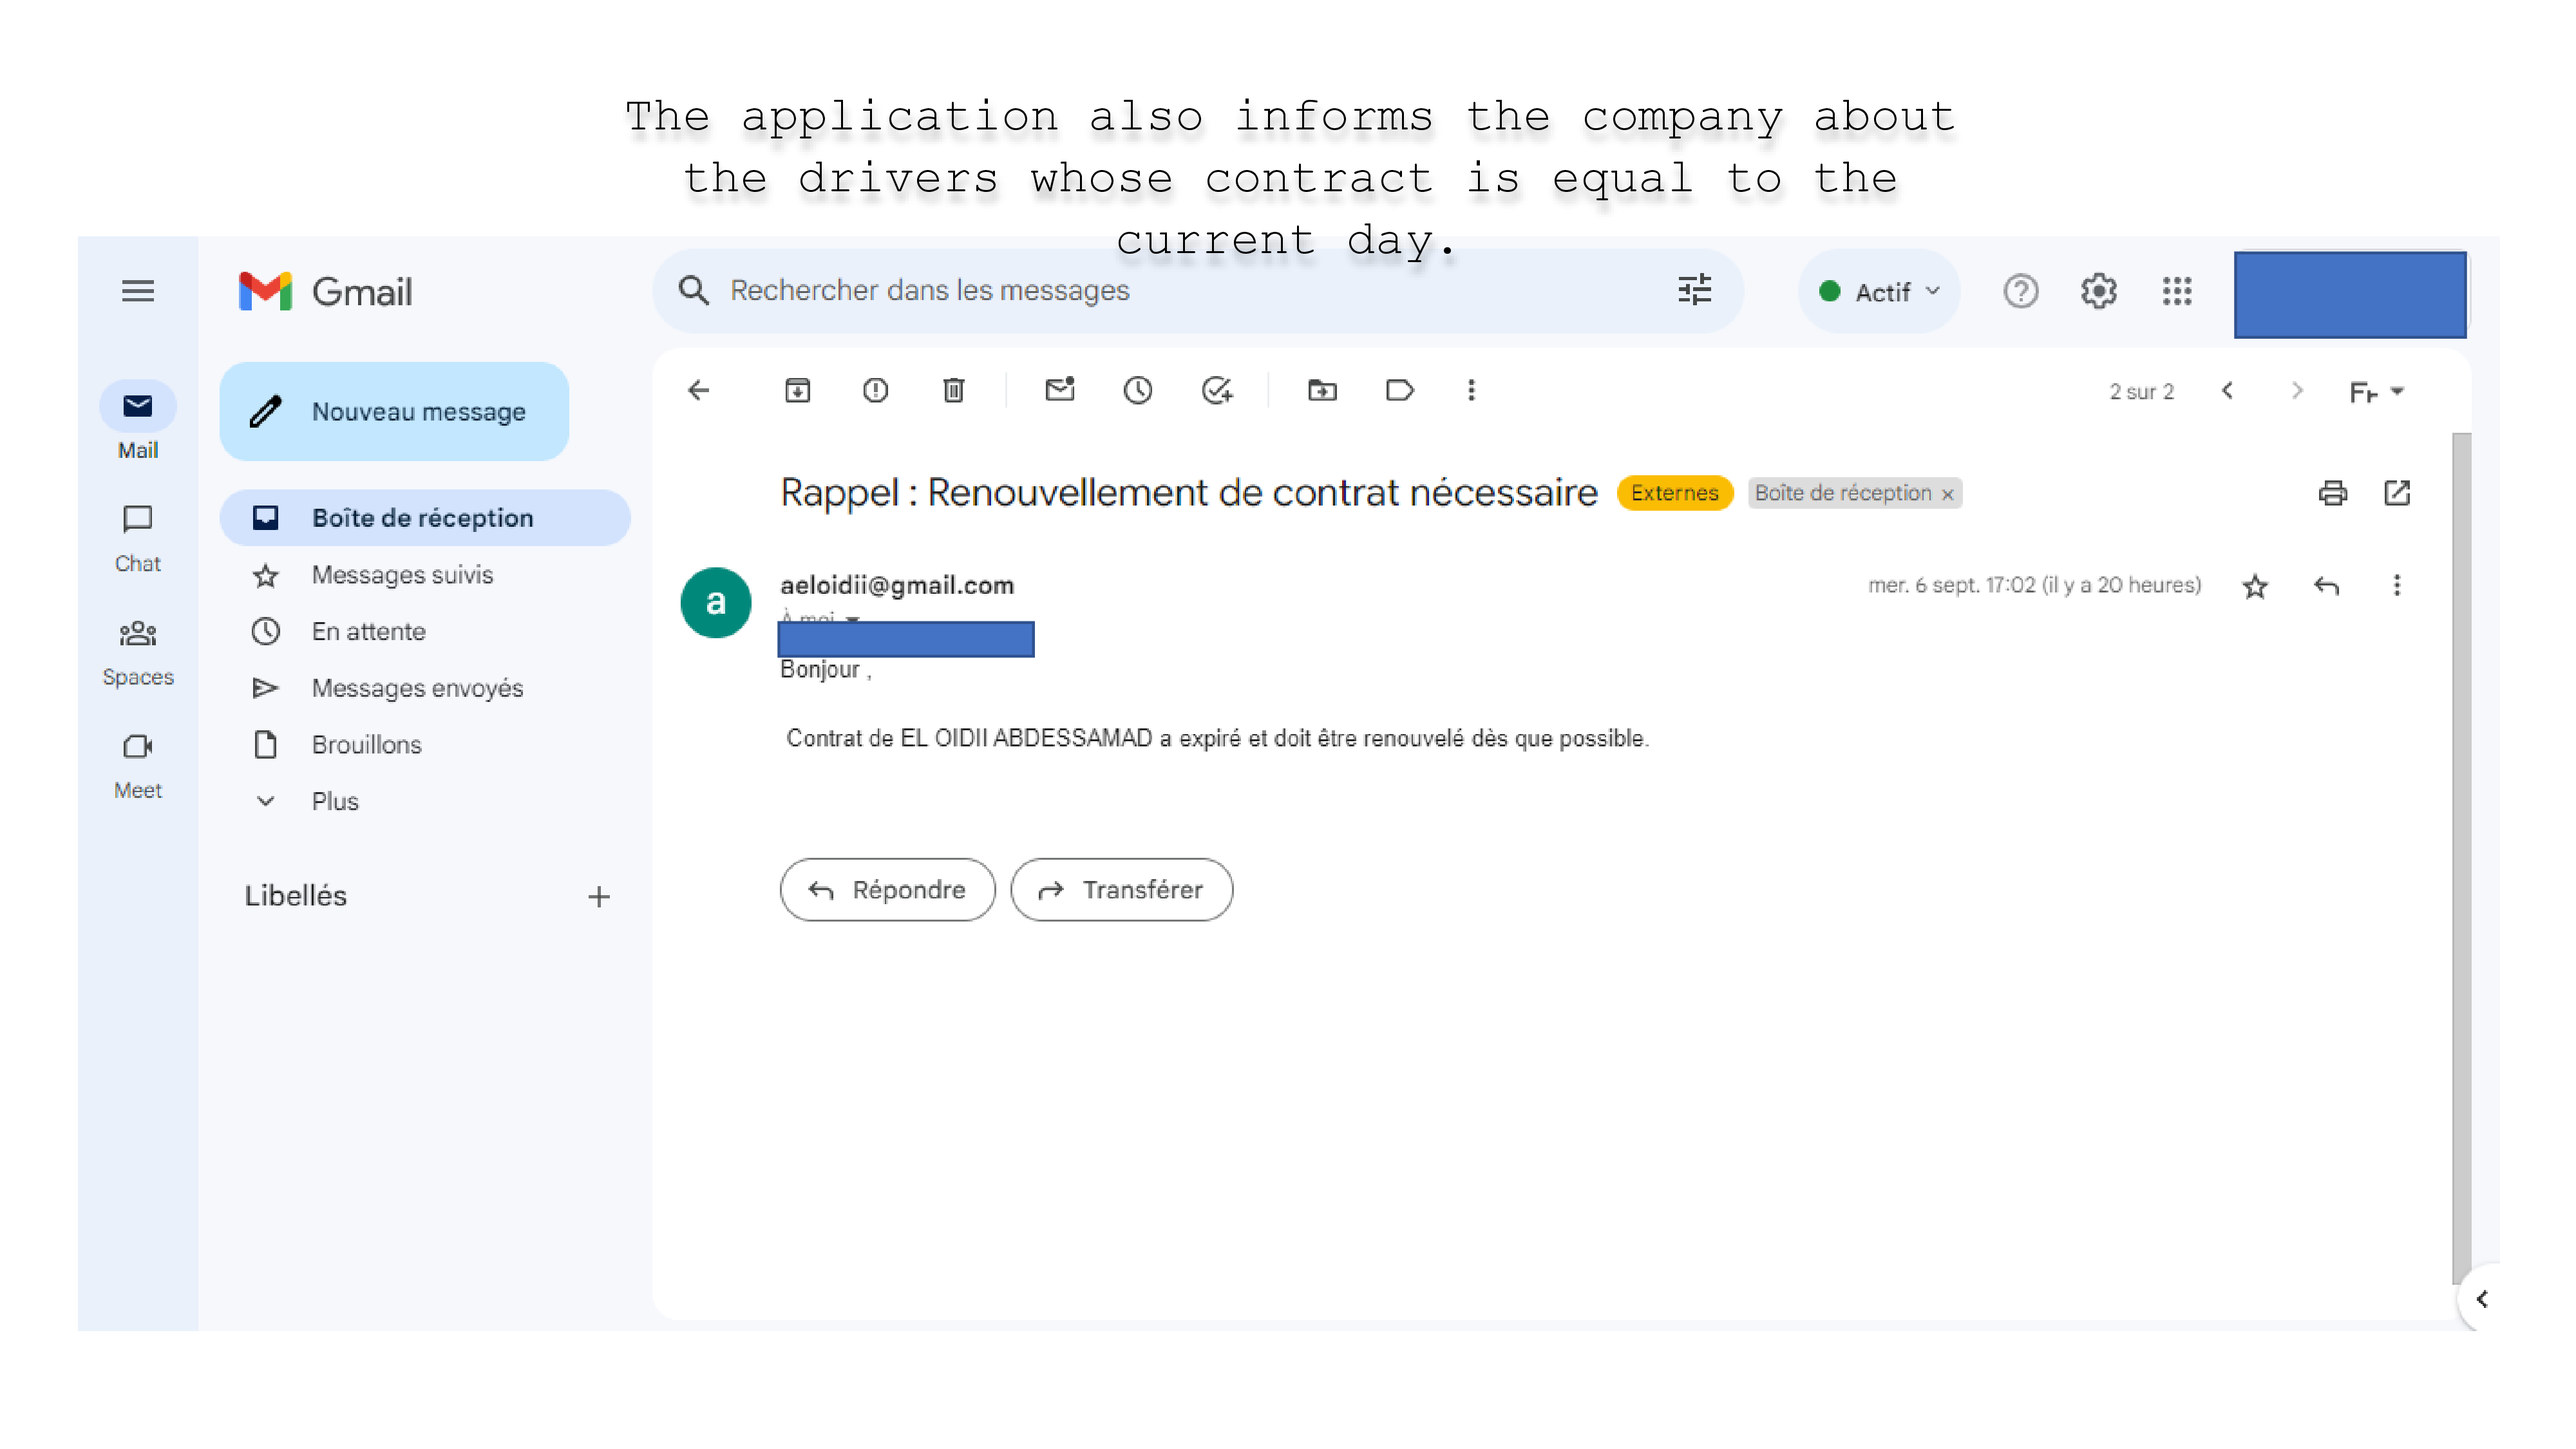 The application also informs the company about
the drivers whose contract is equal to the
current day.
Gmail
Rechercher dans les messages
Actif
Mail
Chat
Spaces
Meet
Nouveau message
Boîte de réception
Messages suivis
En attente
Messages envoyés
Brouillons
Plus
Libellés
2 sur 2
Rappel : Renouvellement de contrat nécessaire
Externes
Boîte de réception ×
a
aeloidii@gmail.com
mer. 6 sept. 17:02 (il y a 20 heures)
À moi
Bonjour ,
Contrat de EL OIDII ABDESSAMAD a expiré et doit être renouvelé dès que possible.
Répondre
Transférer